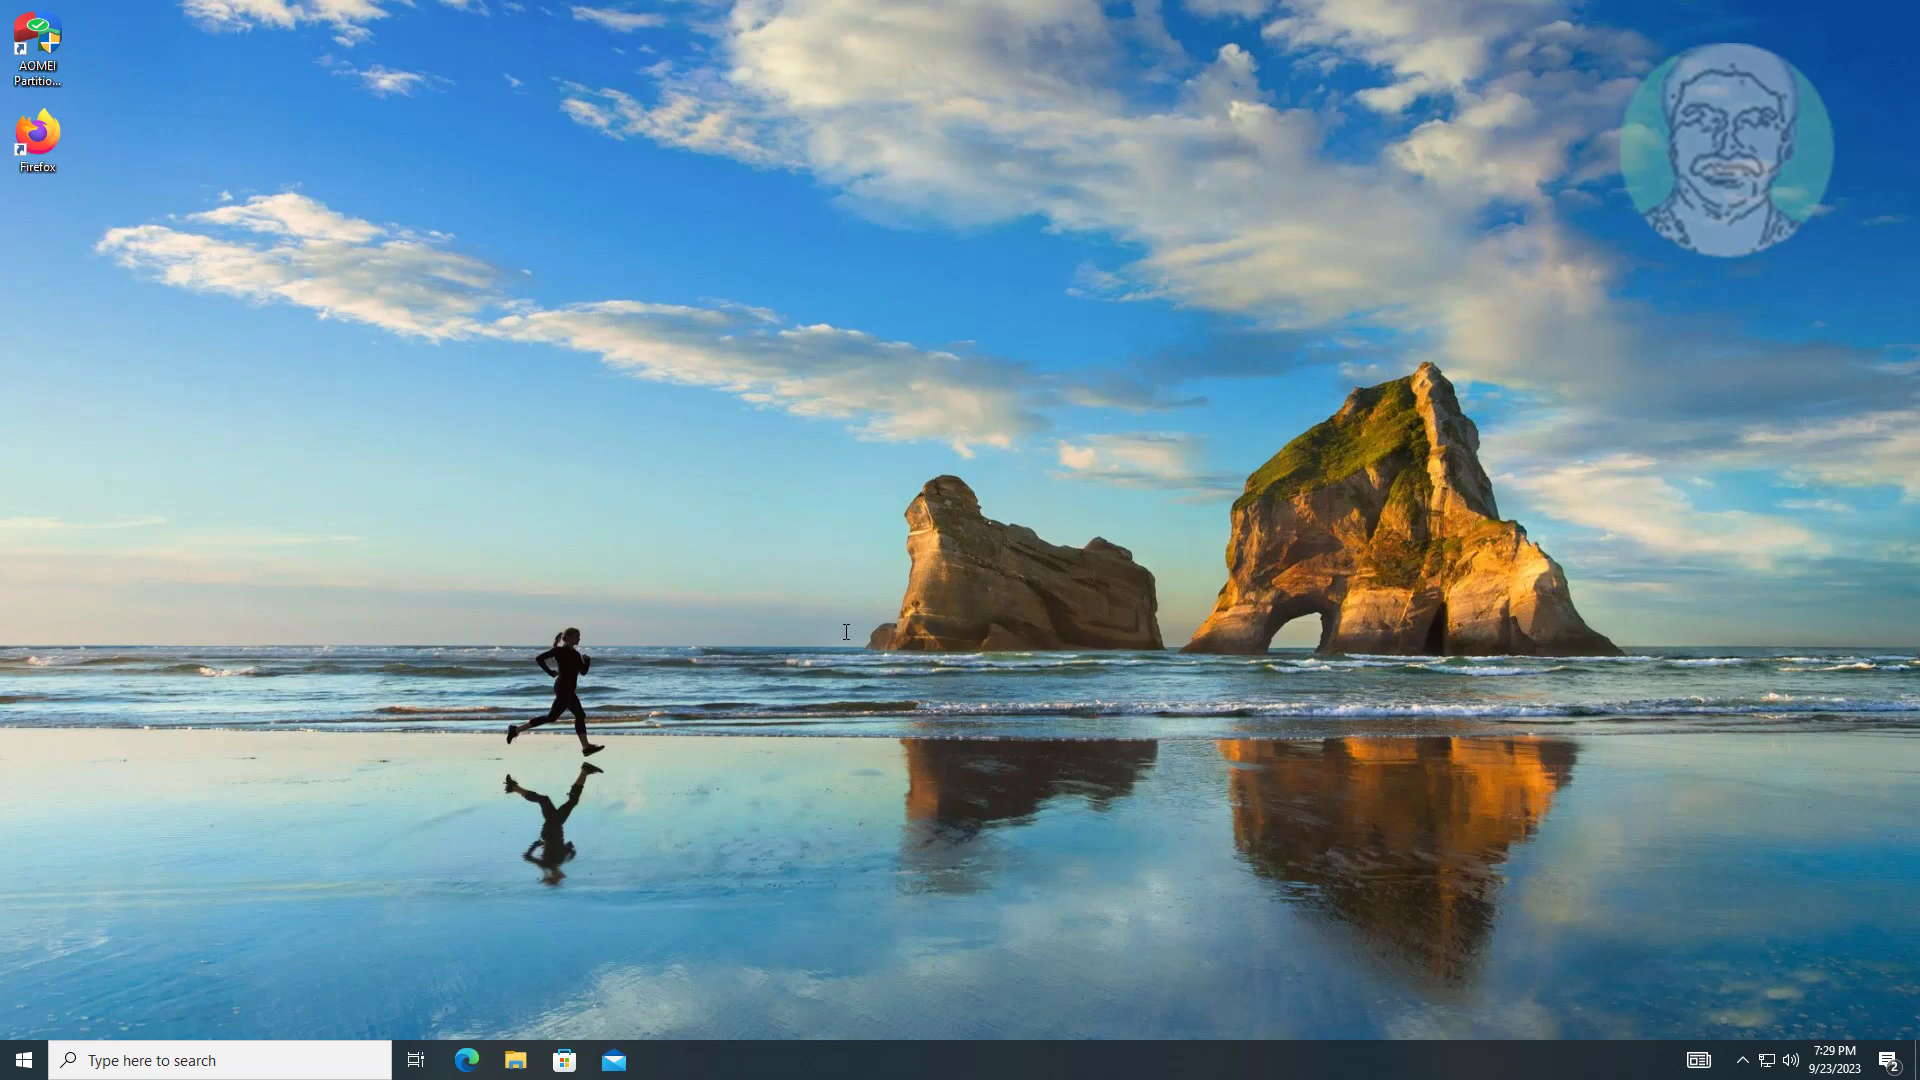 AOMEI
Partitio...
Firefox
Type here to search
7:29 PM
9/23/2023
2